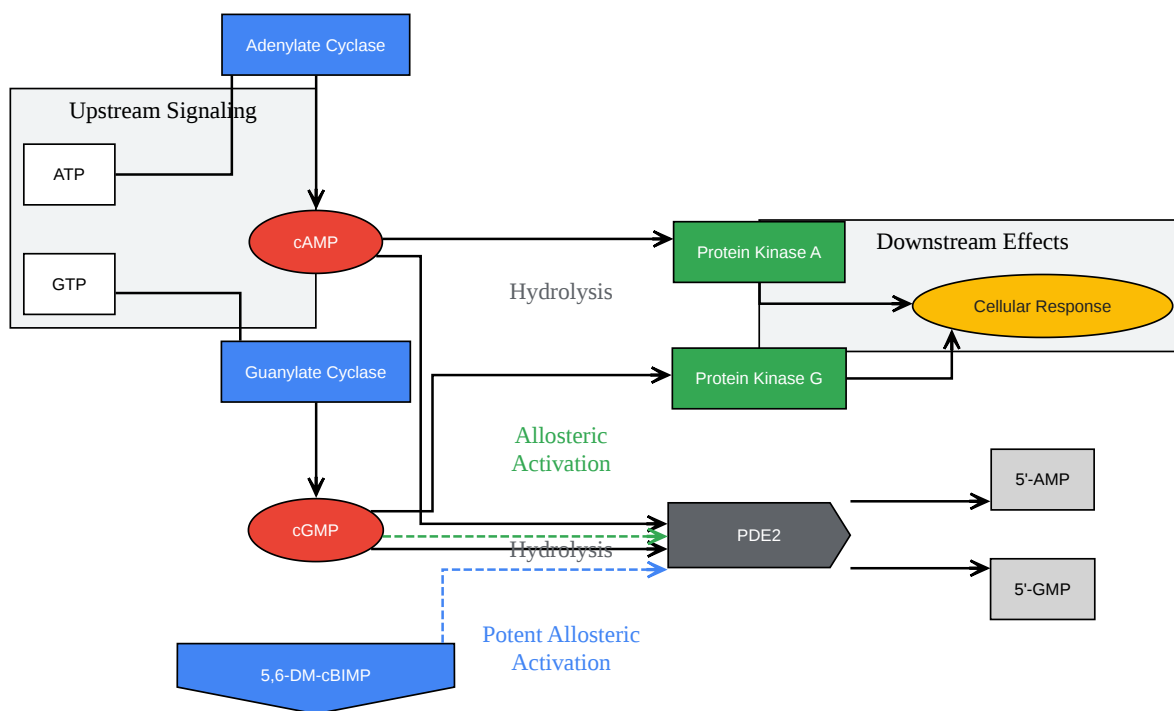 Adenylate Cyclase
Upstream Signaling
ATP
cAMP
Protein Kinase A
Downstream Effects
GTP
Hydrolysis
Cellular Response
Guanylate Cyclase
Protein Kinase G
Allosteric
Activation
5'-AMP
cGMP
PDE2
Hydrolysis
5'-GMP
Potent Allosteric
Activation
5,6-DM-cBIMP